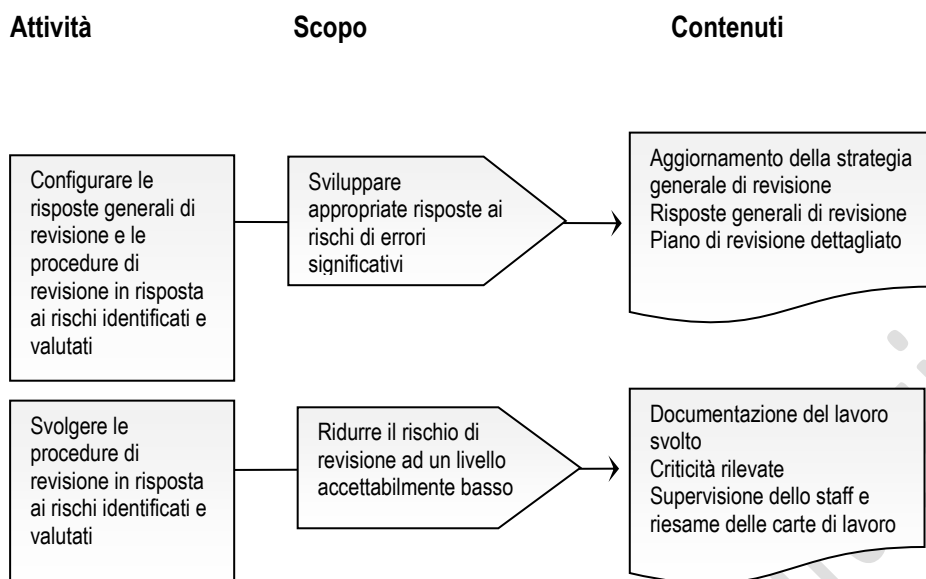 Attività Scopo Contenuti
Configurare le
risposte generali di
revisione e le
procedure di
revisione in risposta
ai rischi identificati e
valutati
Sviluppare
appropriate risposte ai
rischi di errori
significativi
Aggiornamento della strategia
generale di revisione
Risposte generali di revisione
Piano di revisione dettagliato
Svolgere le
procedure di
revisione in risposta
ai rischi identificati e
valutati
Ridurre il rischio di
revisione ad un livello
accettabilmente basso
Documentazione del lavoro
svolto
Criticità rilevate
Supervisione dello staff e
riesame delle carte di lavoro